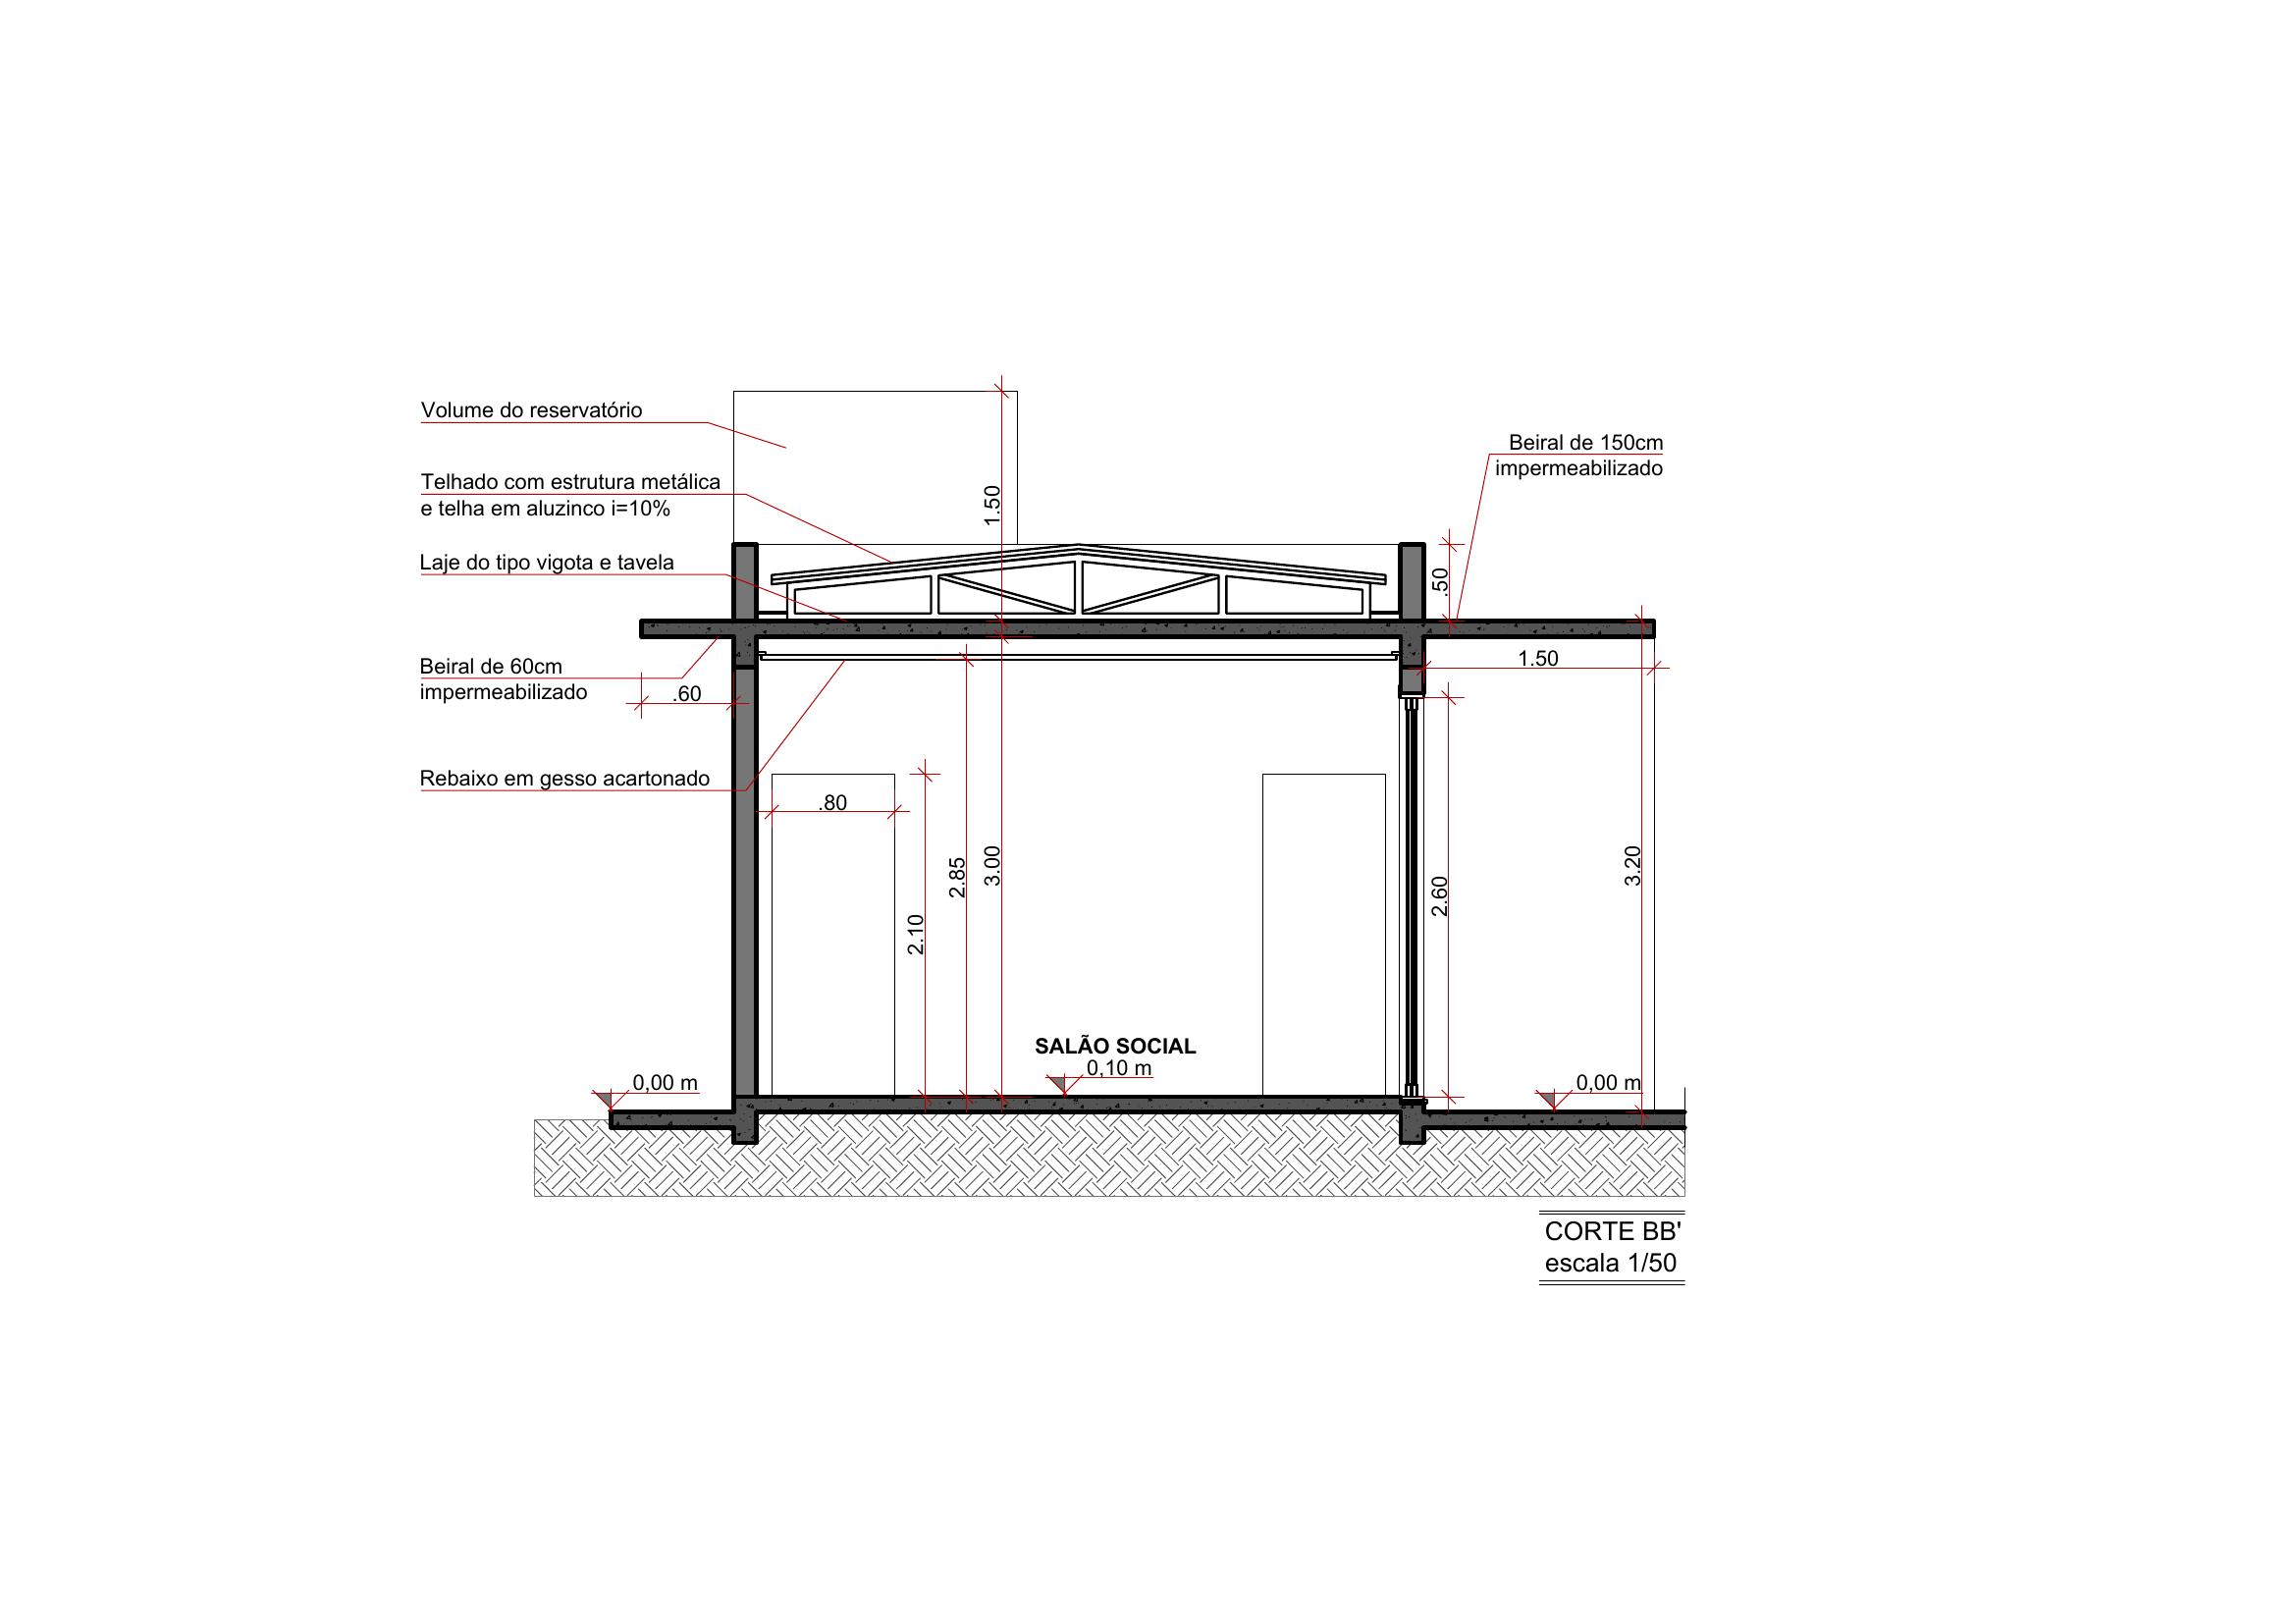 Volume do reservatório
Beiral de 150cm
impermeabilizado
Telhado com estrutura metálica
e telha em aluzinco i=10%
1.50
Laje do tipo vigota e tavela
.50
Beiral de 60cm
impermeabilizado
.60
1.50
Rebaixo em gesso acartonado
.80
2.10
2.85
3.00
2.60
3.20
SALÃO SOCIAL
0,10 m
0,00 m
0,00 m
CORTE BB'
escala 1/50